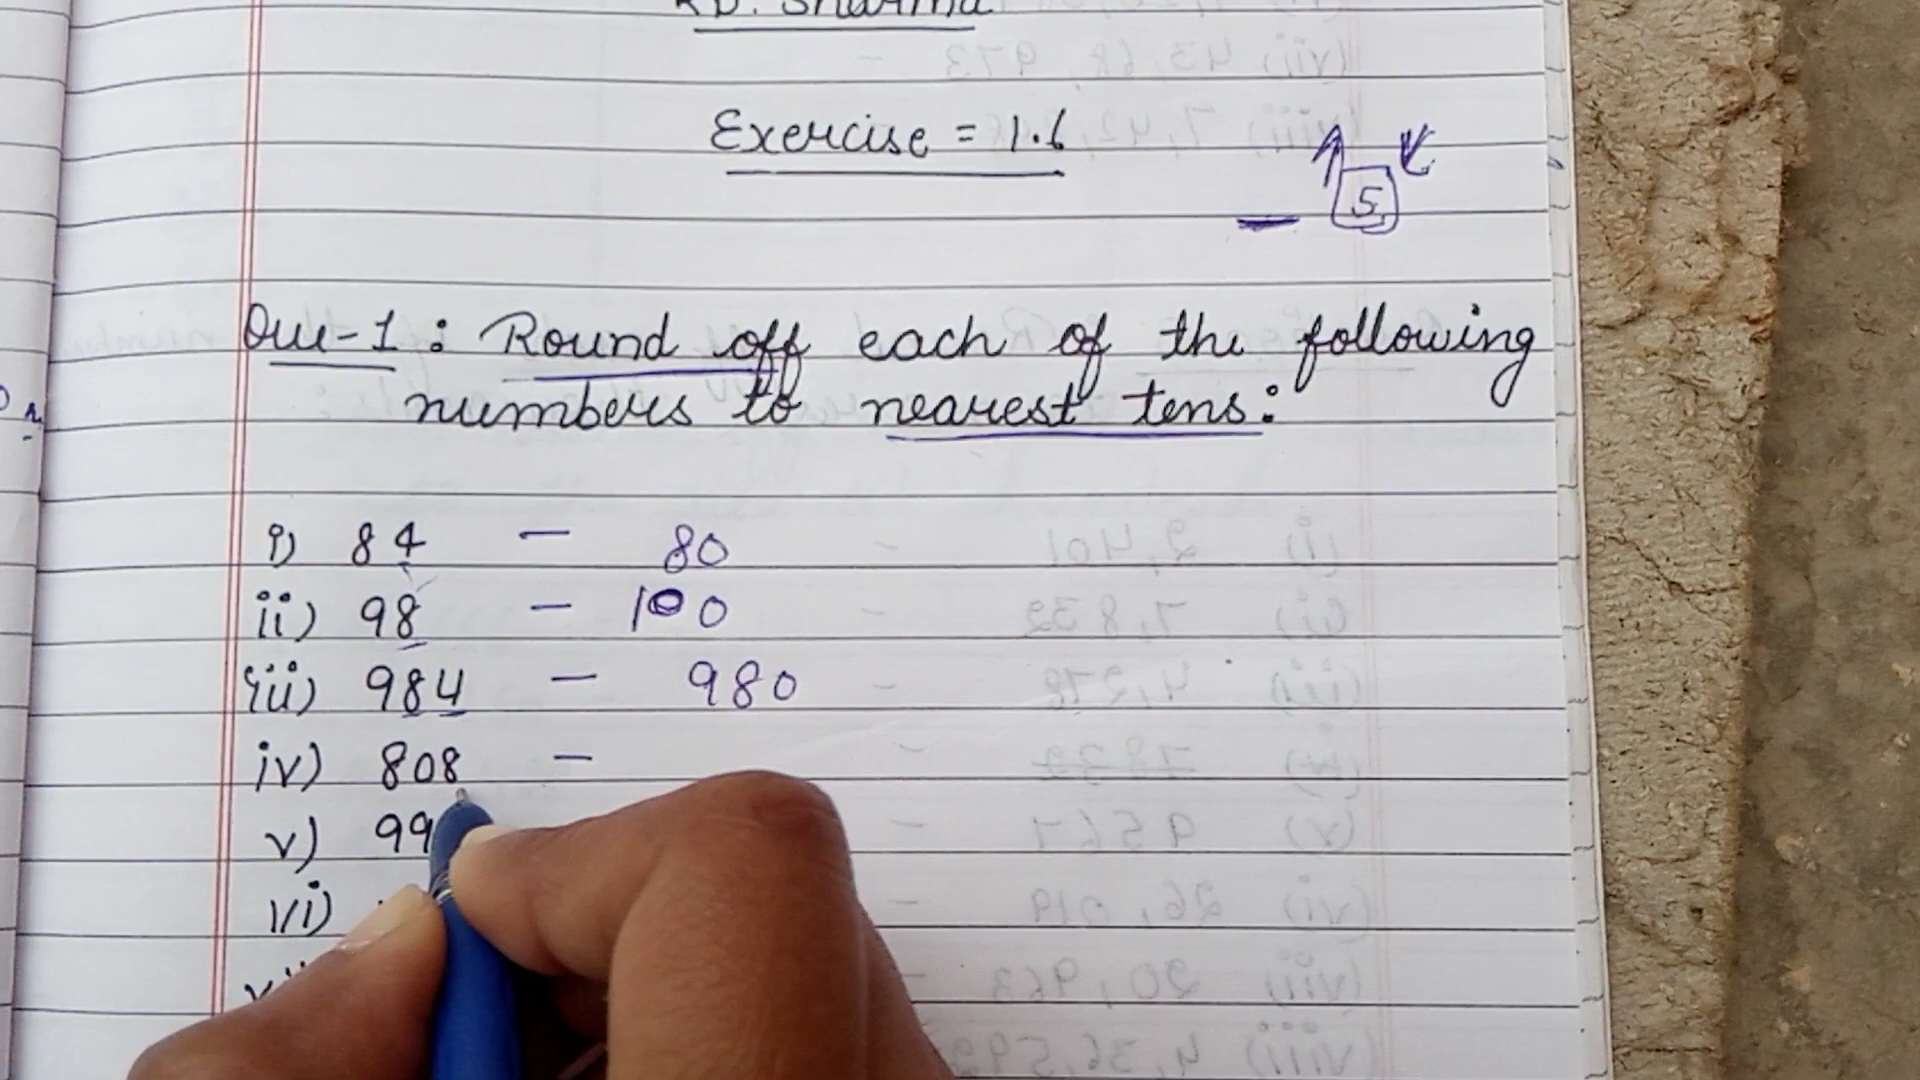 Exercise = 1.6
5
Que-1 : Round off each of the following
numbers to nearest tens :
i) 84 — 80
ii) 98 — 100
iii) 984 — 980
iv) 808 —
v) 99
vi)